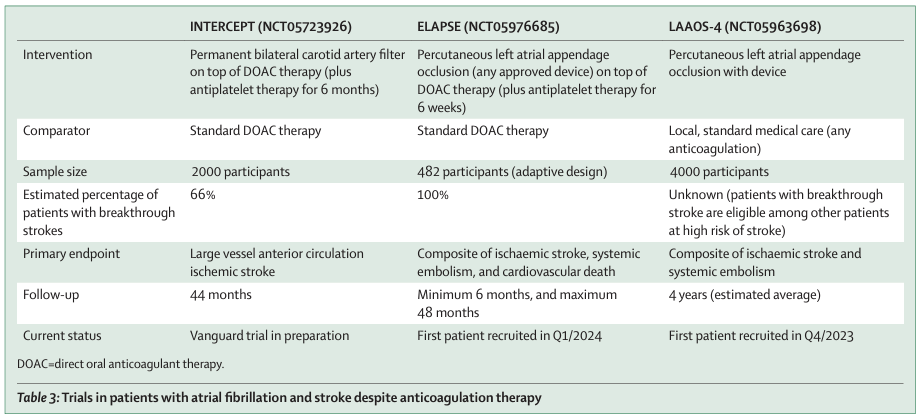 INTERCEPT (NCT05723926) ELAPSE (NCT05976685) LAAOS-4 (NCT05963698)
Intervention Permanent bilateral carotid artery filter Percutaneous left atrial appendage Percutaneous left atrial appendage
on top of DOAC therapy (plus occlusion (any approved device) on top of occlusion with device
antiplatelet therapy for 6 months) DOAC therapy (plus antiplatelet therapy for
6 weeks)
Comparator Standard DOAC therapy Standard DOAC therapy Local, standard medical care (any
anticoagulation)
Sample size 2000 participants 482 participants (adaptive design) 4000 participants
Estimated percentage of 66% 100% Unknown (patients with breakthrough
patients with breakthrough stroke are eligible among other patients
strokes at high risk of stroke)
Primary endpoint Large vessel anterior circulation Composite of ischaemic stroke, systemic Composite of ischaemic stroke and
ischemic stroke embolism, and cardiovascular death systemic embolism
Follow-up 44 months Minimum 6 months, and maximum 4 years (estimated average)
48 months
Current status Vanguard trial in preparation First patient recruited in Q1/2024 First patient recruited in Q4/2023
DOAC=direct oral anticoagulant therapy.
Table 3: Trials in patients with atrial fibrillation and stroke despite anticoagulation therapy